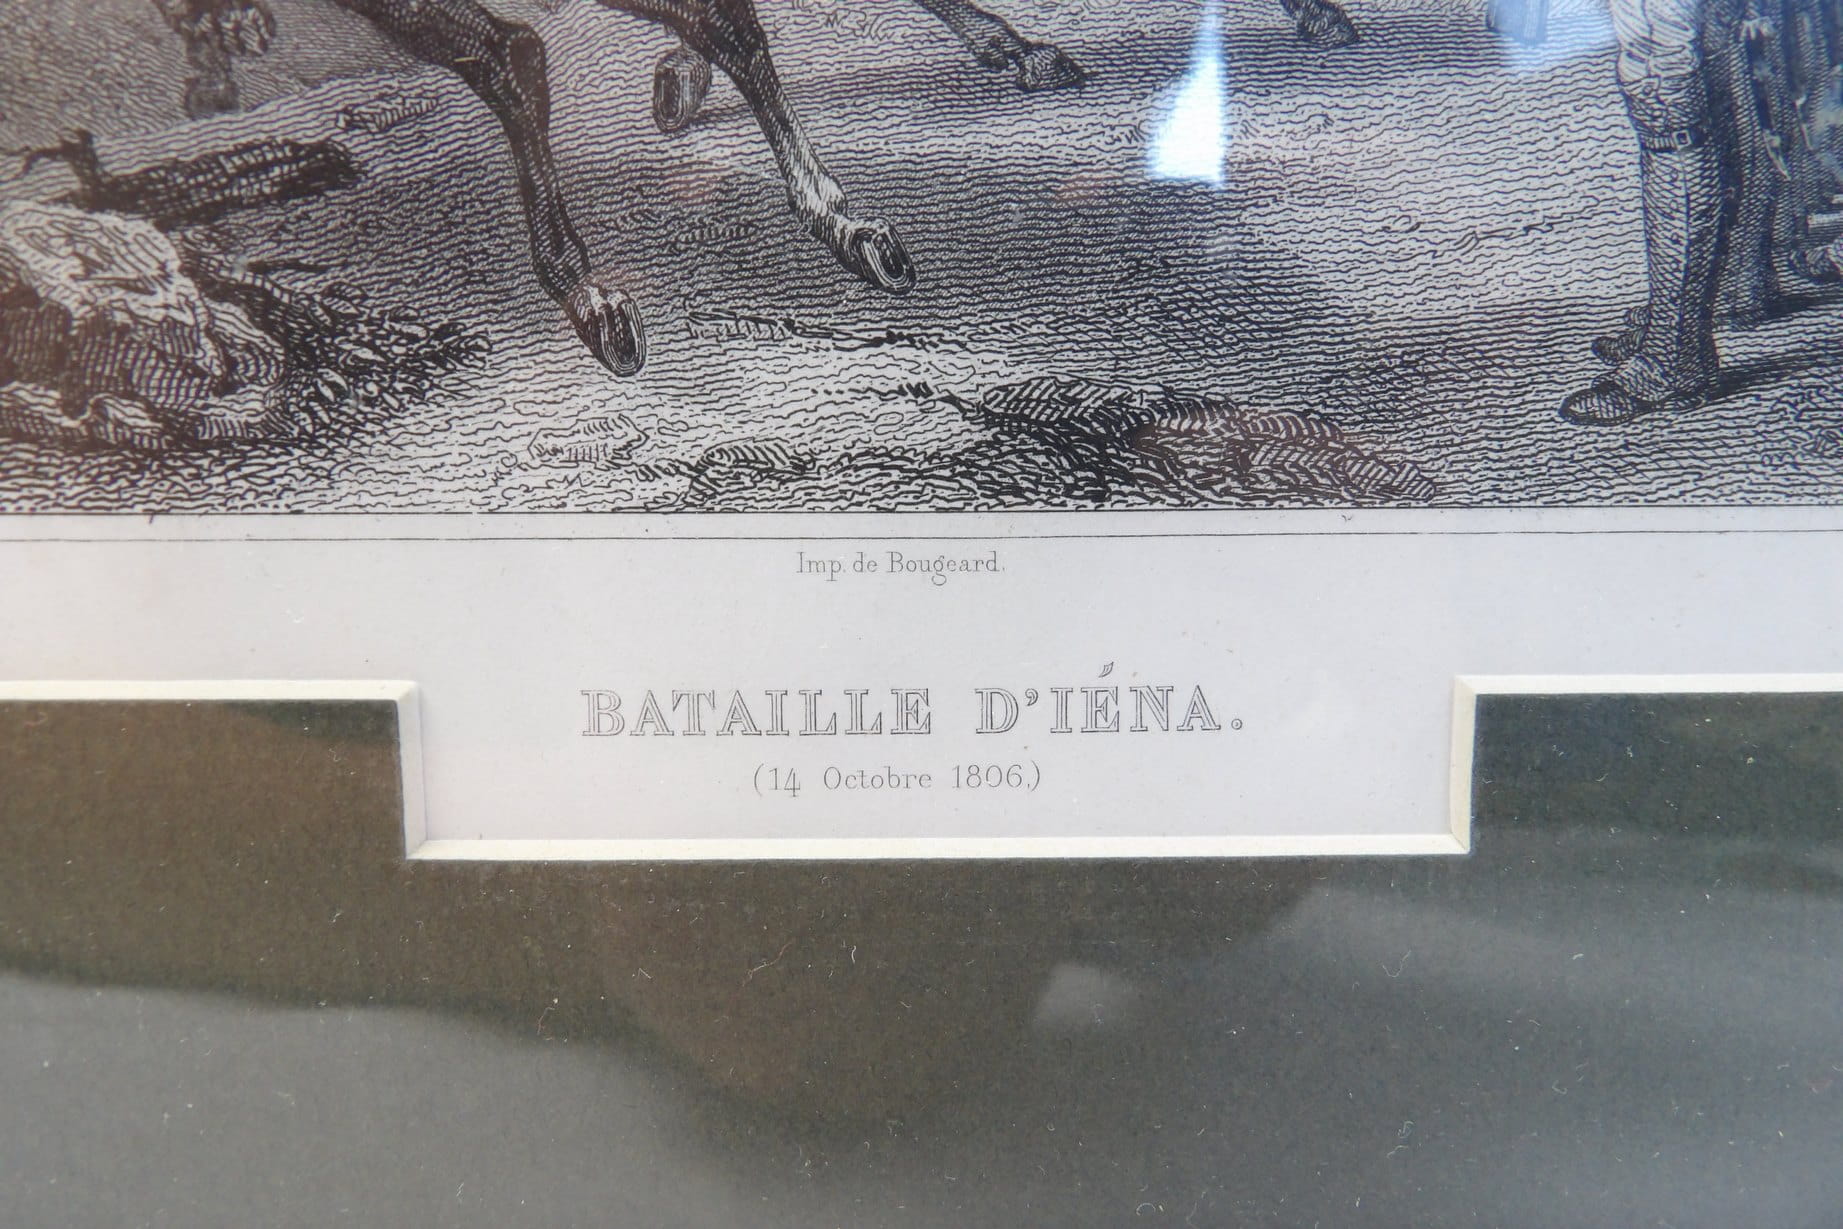 Imp. de Bougeard.
BATAILLE D'IÉNA.
(14 Octobre 1806.)